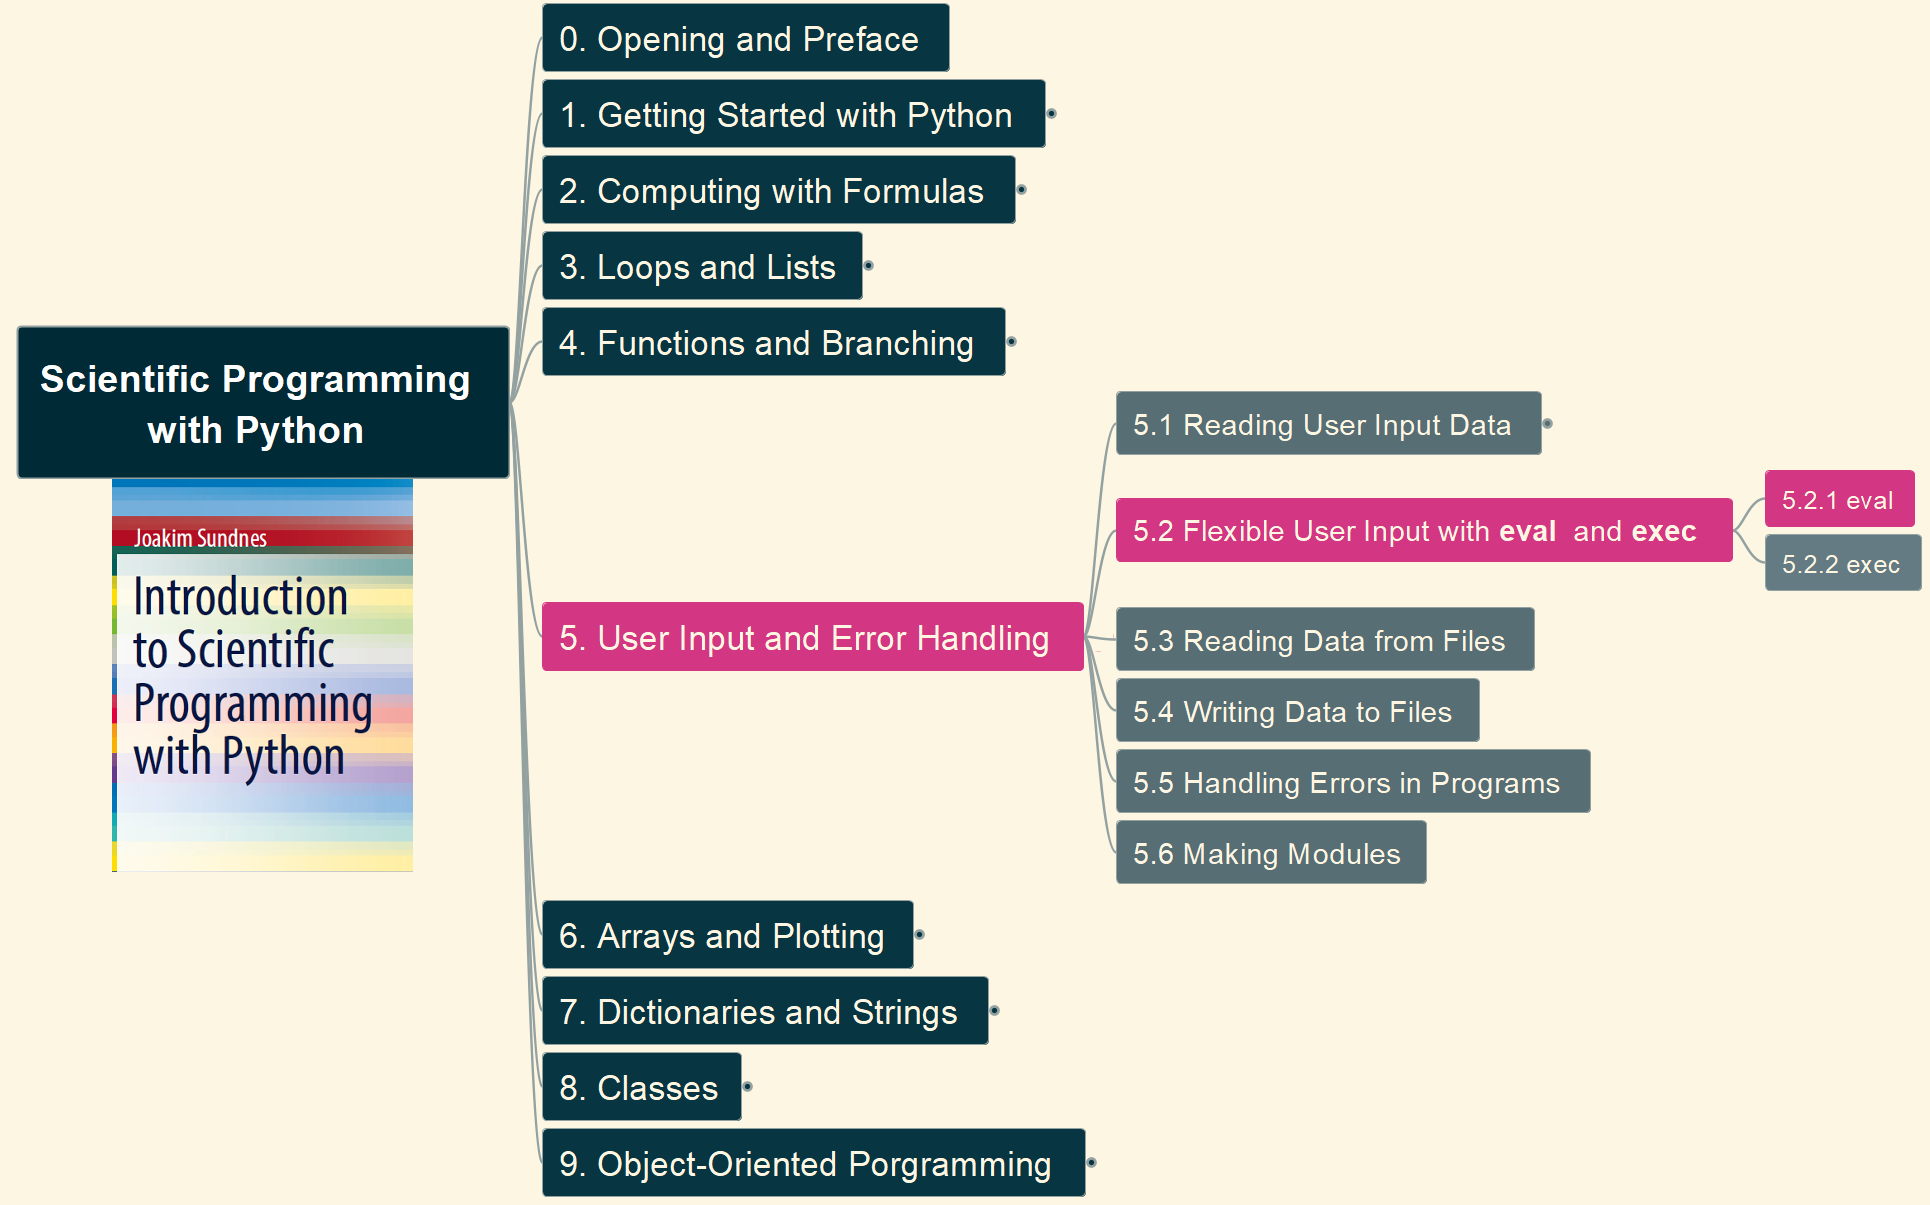 Scientific Programming
with Python
Joakim Sundnes
Introduction
to Scientific
Programming
with Python
0. Opening and Preface
1. Getting Started with Python
2. Computing with Formulas
3. Loops and Lists
4. Functions and Branching
5. User Input and Error Handling
5.1 Reading User Input Data
5.2 Flexible User Input with eval and exec
5.2.1 eval
5.2.2 exec
5.3 Reading Data from Files
5.4 Writing Data to Files
5.5 Handling Errors in Programs
5.6 Making Modules
6. Arrays and Plotting
7. Dictionaries and Strings
8. Classes
9. Object-Oriented Porgramming